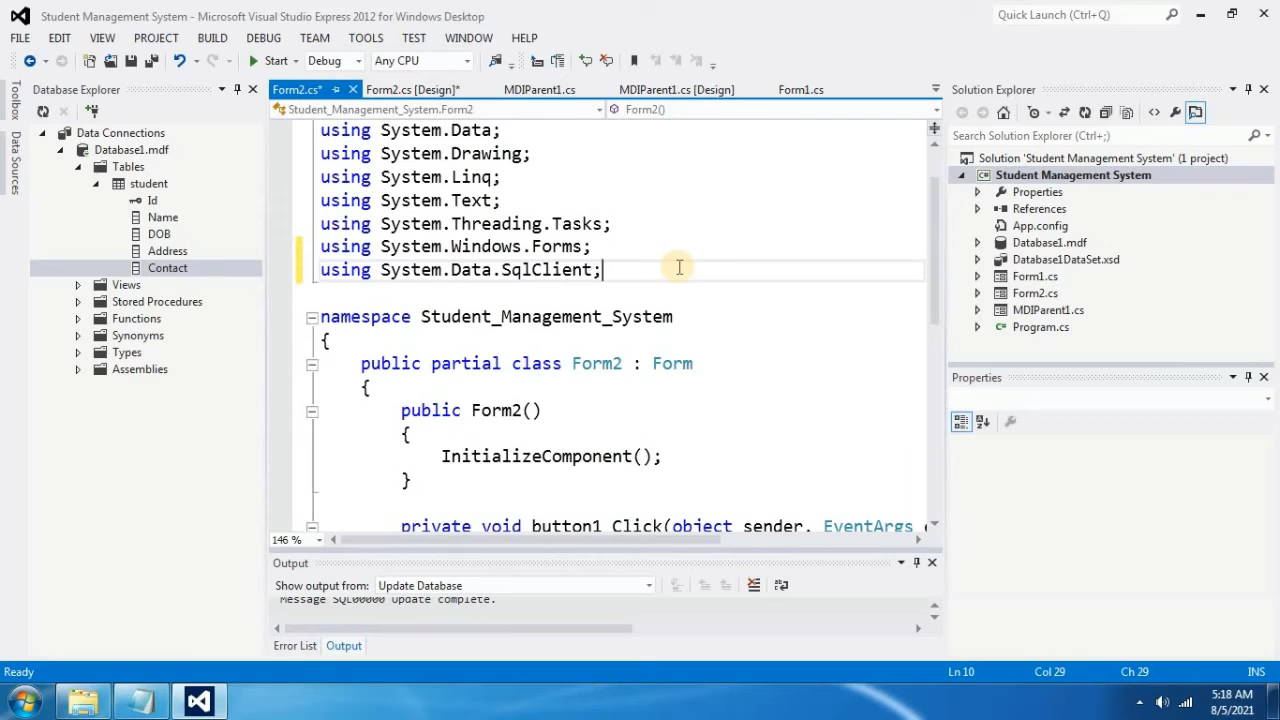 Student Management System - Microsoft Visual Studio Express 2012 for Windows Desktop
Quick Launch (Ctrl+Q)
FILE EDIT VIEW PROJECT BUILD DEBUG TEAM TOOLS TEST WINDOW HELP
Start Debug Any CPU
Toolbox
Data Sources
Database Explorer
Data Connections
Database1.mdf
Tables
student
Id
Name
DOB
Address
Contact
Views
Stored Procedures
Functions
Synonyms
Types
Assemblies
Form2.cs* Form2.cs [Design]* MDIParent1.cs MDIParent1.cs [Design] Form1.cs
Student_Management_System.Form2 Form2()
using System.Data;
using System.Drawing;
using System.Linq;
using System.Text;
using System.Threading.Tasks;
using System.Windows.Forms;
using System.Data.SqlClient;
namespace Student_Management_System
{
public partial class Form2 : Form
{
public Form2()
{
InitializeComponent();
}
private void button1_Click(object sender, EventArgs
146 %
Output
Show output from: Update Database
Message SQL00000 Update complete.
Error List Output
Solution Explorer
Search Solution Explorer (Ctrl+;)
Solution 'Student Management System' (1 project)
Student Management System
Properties
References
App.config
Database1.mdf
Database1DataSet.xsd
Form1.cs
Form2.cs
MDIParent1.cs
Program.cs
Properties
Ready Ln 10 Col 29 Ch 29 INS
5:18 AM
8/5/2021